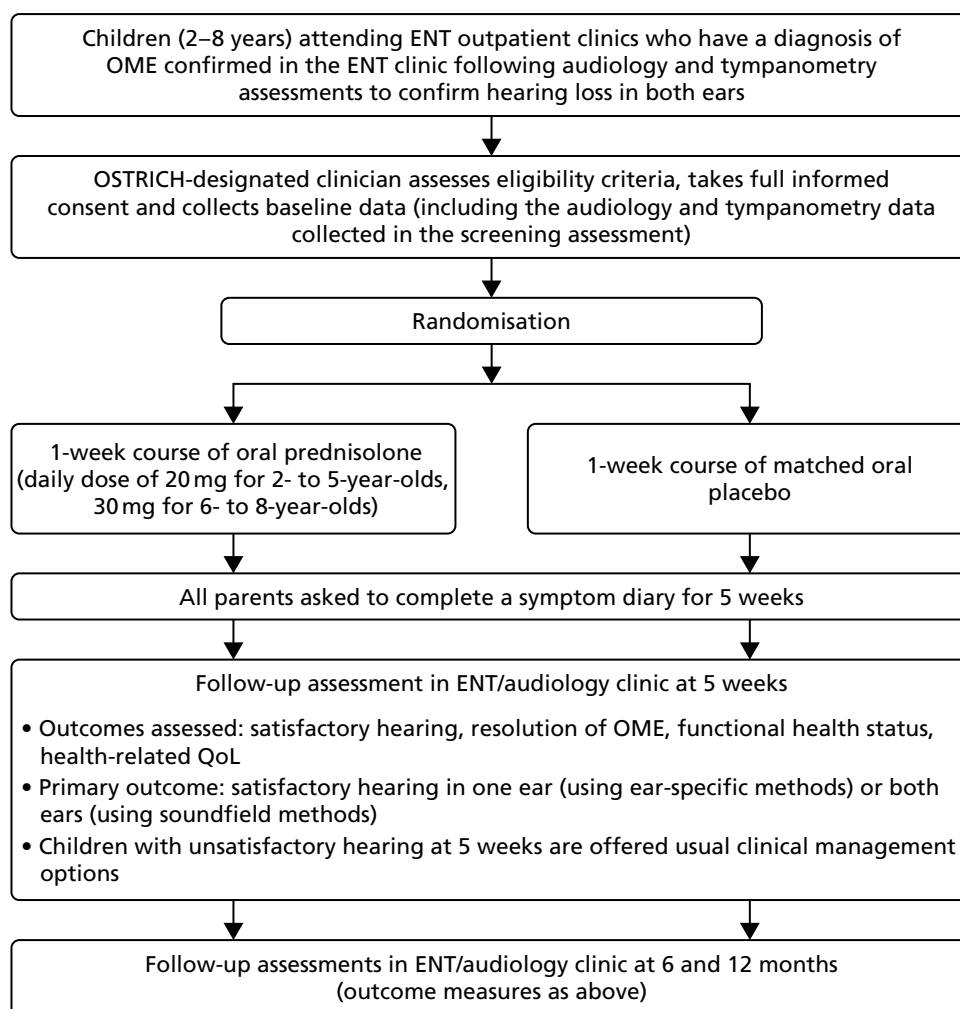 Children (2–8 years) attending ENT outpatient clinics who have a diagnosis of
OME confirmed in the ENT clinic following audiology and tympanometry
assessments to confirm hearing loss in both ears
OSTRICH-designated clinician assesses eligibility criteria, takes full informed
consent and collects baseline data (including the audiology and tympanometry data
collected in the screening assessment)
Randomisation
1-week course of oral prednisolone
(daily dose of 20 mg for 2- to 5-year-olds,
30 mg for 6- to 8-year-olds)
1-week course of matched oral
placebo
All parents asked to complete a symptom diary for 5 weeks
Follow-up assessment in ENT/audiology clinic at 5 weeks
• Outcomes assessed: satisfactory hearing, resolution of OME, functional health status,
health-related QoL
• Primary outcome: satisfactory hearing in one ear (using ear-specific methods) or both
ears (using soundfield methods)
• Children with unsatisfactory hearing at 5 weeks are offered usual clinical management
options
Follow-up assessments in ENT/audiology clinic at 6 and 12 months
(outcome measures as above)